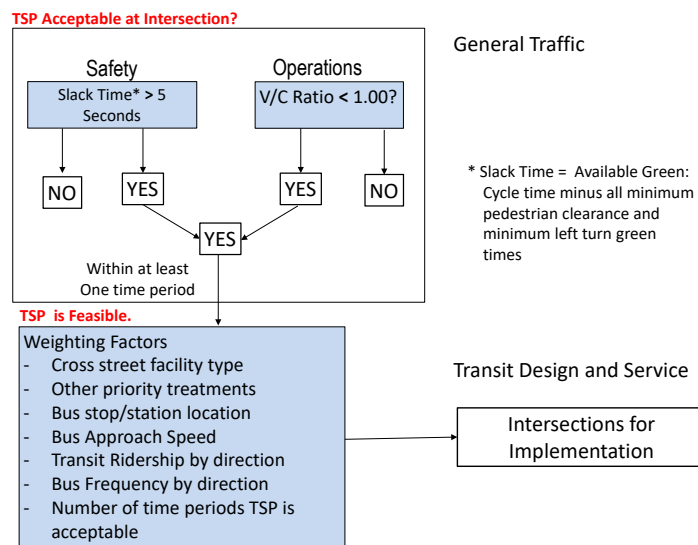 TSP Acceptable at Intersection?
General Traffic
Safety
Operations
Slack Time* > 5
Seconds
V/C Ratio < 1.00?
NO
YES
YES
NO
* Slack Time = Available Green:
Cycle time minus all minimum
pedestrian clearance and
minimum left turn green
times
YES
Within at least
One time period
TSP is Feasible.
Weighting Factors
- Cross street facility type
- Other priority treatments
- Bus stop/station location
- Bus Approach Speed
- Transit Ridership by direction
- Bus Frequency by direction
- Number of time periods TSP is
acceptable
Transit Design and Service
Intersections for
Implementation